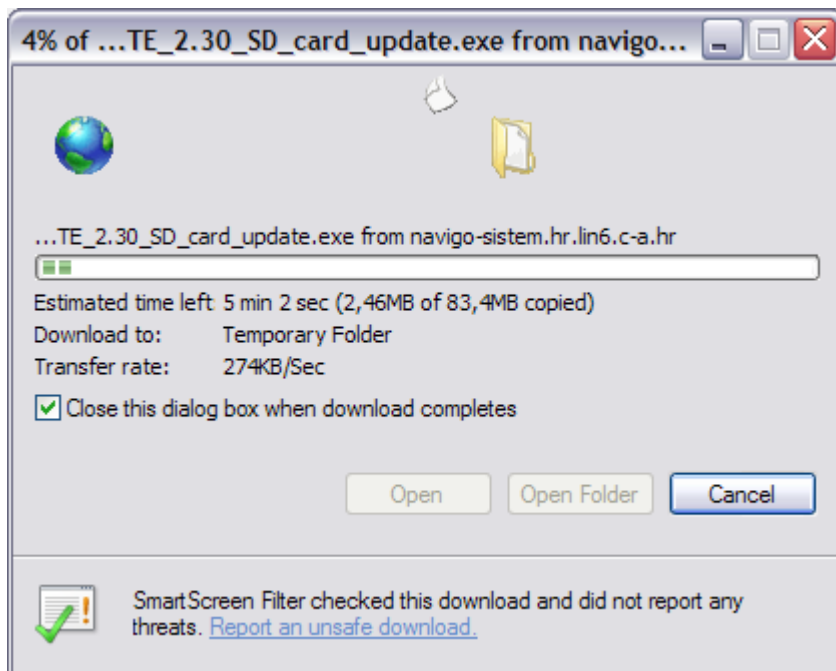 4% of ...TE_2.30_SD_card_update.exe from navigo...
...TE_2.30_SD_card_update.exe from navigo-sistem.hr.lin6.c-a.hr
Estimated time left 5 min 2 sec (2,46MB of 83,4MB copied)
Download to: Temporary Folder
Transfer rate: 274KB/Sec
Close this dialog box when download completes
Open Open Folder Cancel
SmartScreen Filter checked this download and did not report any
threats. Report an unsafe download.